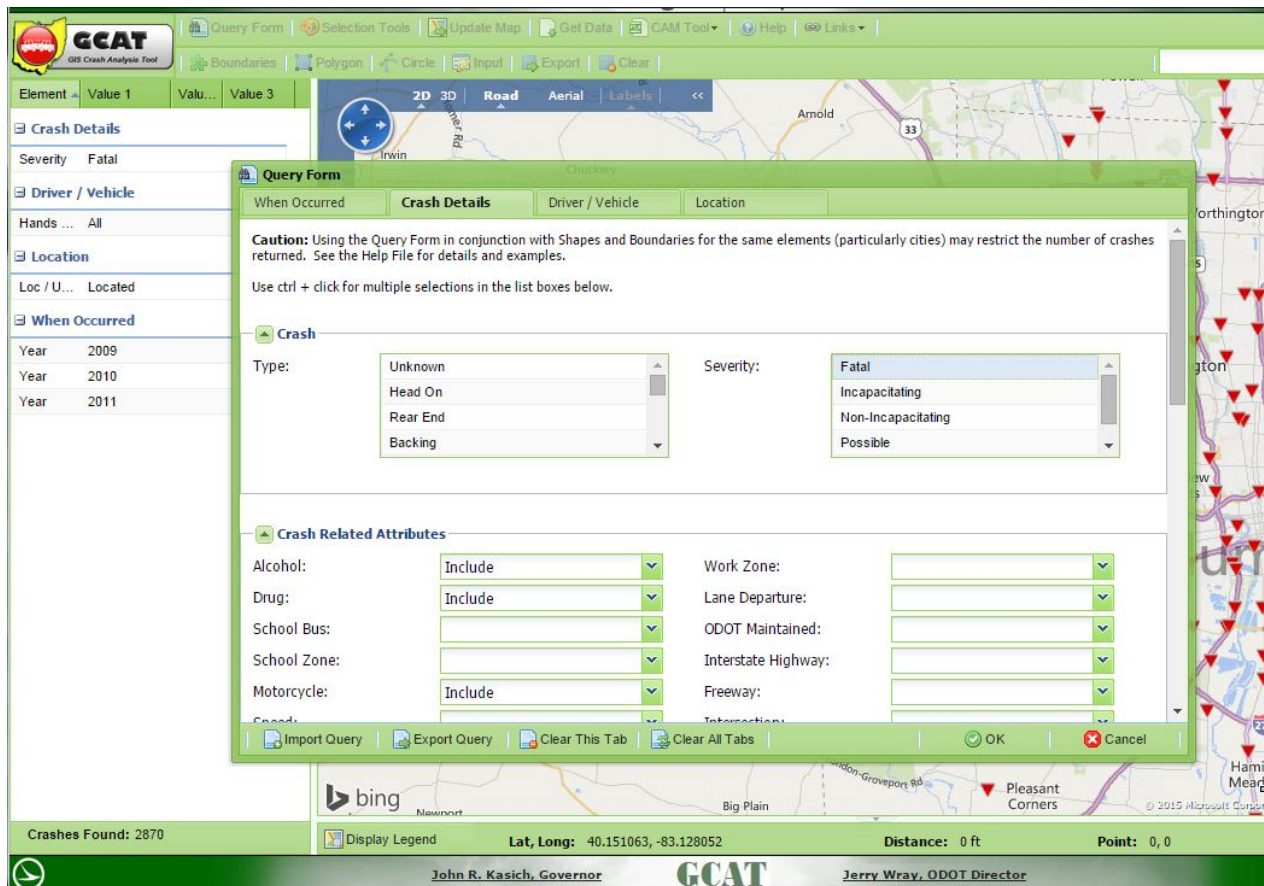 GCAT
GIS Crash Analysis Tool
Query Form
Selection Tools
Update Map
Get Data
CAM Tool
Help
Links
Boundaries
Polygon
Circle
Input
Export
Clear
Element Value 1 Valu... Value 3
Crash Details
Severity Fatal
Driver / Vehicle
Hands ... All
Location
Loc / U... Located
When Occurred
Year 2009
Year 2010
Year 2011
Crashes Found: 2870
2D 3D Road Aerial Labels <<
Arnold
33
Irwin
Chuckery
Query Form
When Occurred Crash Details Driver / Vehicle Location
Caution: Using the Query Form in conjunction with Shapes and Boundaries for the same elements (particularly cities) may restrict the number of crashes
returned. See the Help File for details and examples.
Use ctrl + click for multiple selections in the list boxes below.
Crash
Type:
Unknown
Head On
Rear End
Backing
Severity:
Fatal
Incapacitating
Non-Incapacitating
Possible
Crash Related Attributes
Alcohol: Include Work Zone:
Drug: Include Lane Departure:
School Bus: ODOT Maintained:
School Zone: Interstate Highway:
Motorcycle: Include Freeway:
Speed: Intersection:
Import Query Export Query Clear This Tab Clear All Tabs OK Cancel
bing
Big Plain
Pleasant
Corners
Display Legend Lat, Long: 40.151063, -83.128052 Distance: 0 ft Point: 0, 0
John R. Kasich, Governor GCAT Jerry Wray, ODOT Director